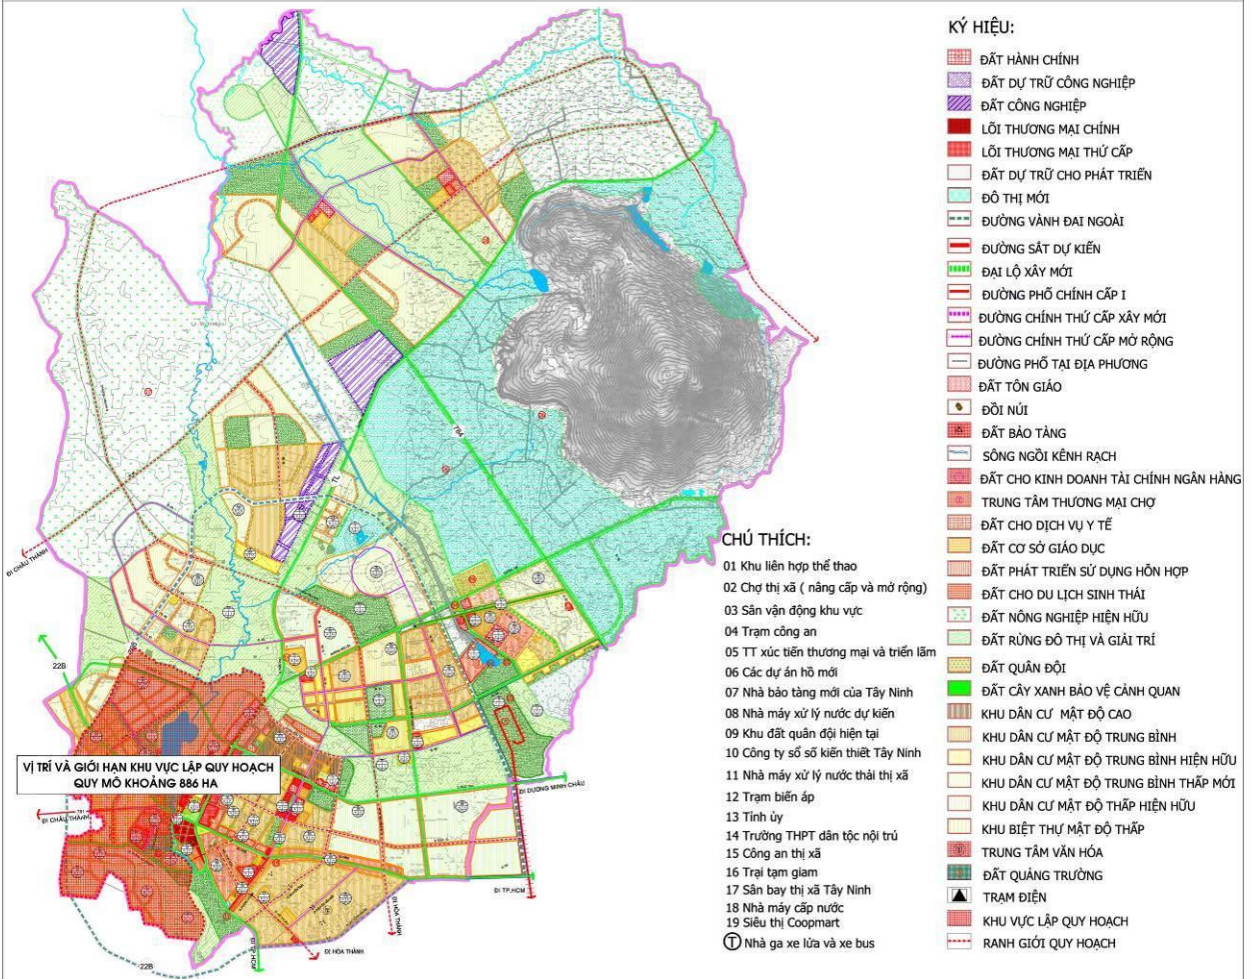 KÝ HIỆU:
ĐẤT HÀNH CHÍNH
ĐẤT DỰ TRỮ CÔNG NGHIỆP
ĐẤT CÔNG NGHIỆP
LÕI THƯƠNG MẠI CHÍNH
LÕI THƯƠNG MẠI THỨ CẤP
ĐẤT DỰ TRỮ CHO PHÁT TRIỂN
ĐÔ THỊ MỚI
ĐƯỜNG VÀNH ĐAI NGOÀI
ĐƯỜNG SẮT DỰ KIẾN
ĐẠI LỘ XÂY MỚI
ĐƯỜNG PHỐ CHÍNH CẤP I
ĐƯỜNG CHÍNH THỨ CẤP XÂY MỚI
ĐƯỜNG CHÍNH THỨ CẤP MỞ RỘNG
ĐƯỜNG PHỐ TẠI ĐỊA PHƯƠNG
ĐẤT TÔN GIÁO
ĐỒI NÚI
ĐẤT BẢO TÀNG
SÔNG NGÒI KÊNH RẠCH
ĐẤT CHO KINH DOANH TÀI CHÍNH NGÂN HÀNG
TRUNG TÂM THƯƠNG MẠI CHỢ
ĐẤT CHO DỊCH VỤ Y TẾ
ĐẤT CƠ SỞ GIÁO DỤC
ĐẤT PHÁT TRIỂN SỬ DỤNG HỖN HỢP
ĐẤT CHO DU LỊCH SINH THÁI
ĐẤT NÔNG NGHIỆP HIỆN HỮU
ĐẤT RỪNG ĐÔ THỊ VÀ GIẢI TRÍ
ĐẤT QUÂN ĐỘI
ĐẤT CÂY XANH BẢO VỆ CẢNH QUAN
KHU DÂN CƯ MẬT ĐỘ CAO
KHU DÂN CƯ MẬT ĐỘ TRUNG BÌNH
KHU DÂN CƯ MẬT ĐỘ TRUNG BÌNH HIỆN HỮU
KHU DÂN CƯ MẬT ĐỘ TRUNG BÌNH THẤP MỚI
KHU DÂN CƯ MẬT ĐỘ THẤP HIỆN HỮU
KHU BIỆT THỰ MẬT ĐỘ THẤP
TRUNG TÂM VĂN HÓA
ĐẤT QUẢNG TRƯỜNG
TRẠM ĐIỆN
KHU VỰC LẬP QUY HOẠCH
RANH GIỚI QUY HOẠCH
CHÚ THÍCH:
01 Khu liên hợp thể thao
02 Chợ thị xã ( nâng cấp và mở rộng)
03 Sân vận động khu vực
04 Trạm công an
05 TT xúc tiến thương mại và triển lãm
06 Các dự án hồ mới
07 Nhà bảo tàng mới của Tây Ninh
08 Nhà máy xử lý nước dự kiến
09 Khu đất quân đội hiện tại
10 Công ty sổ số kiến thiết Tây Ninh
11 Nhà máy xử lý nước thải thị xã
12 Trạm biến áp
13 Tỉnh ủy
14 Trường THPT dân tộc nội trú
15 Công an thị xã
16 Trại tạm giam
17 Sân bay thị xã Tây Ninh
18 Nhà máy cấp nước
19 Siêu thị Coopmart
T Nhà ga xe lửa và xe bus
784
TL
ĐI CHÂU THÀNH
22B
VỊ TRÍ VÀ GIỚI HẠN KHU VỰC LẬP QUY HOẠCH
QUY MÔ KHOẢNG 886 HA
781
ĐI CHÂU THÀNH
ĐI DƯƠNG MINH CHÂU
ĐI TP.HCM
ĐI HÒA THÀNH
ĐI HÒA THÀNH
ĐI TP.HCM
22B